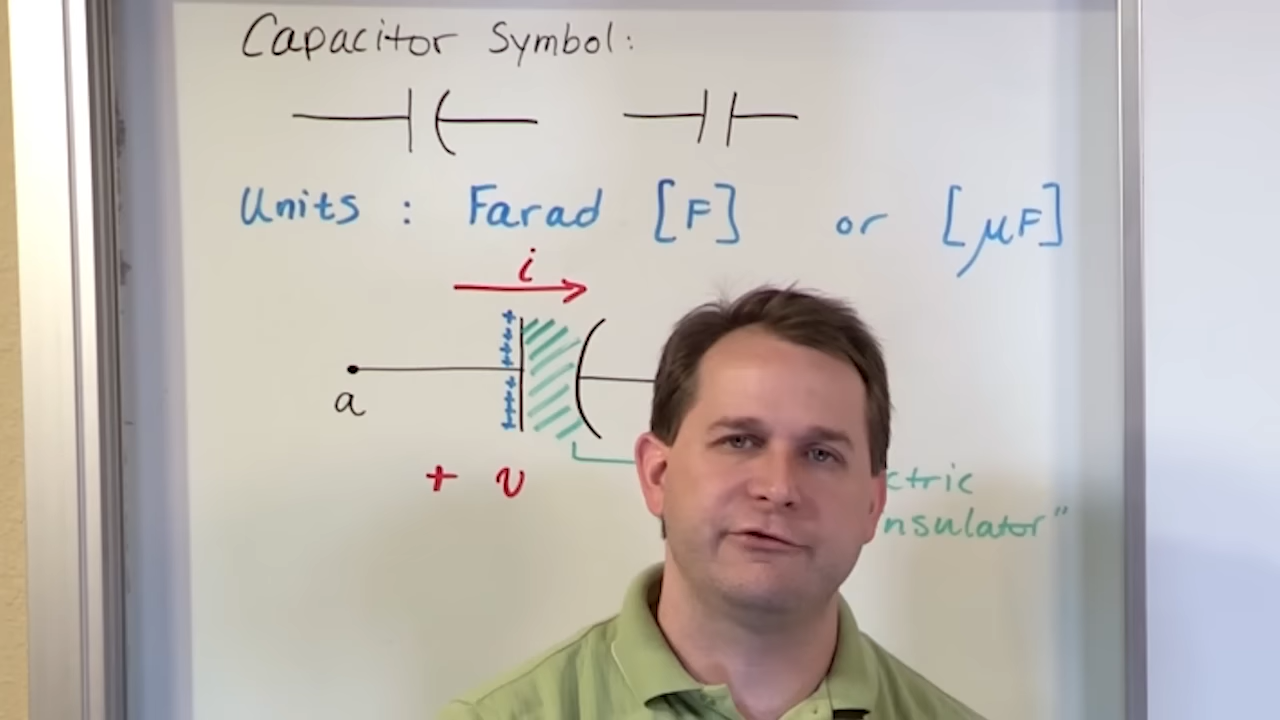 Capacitor Symbol:
Units : Farad [F] or [μF]
i
a
+ v
ctric
nsulator"